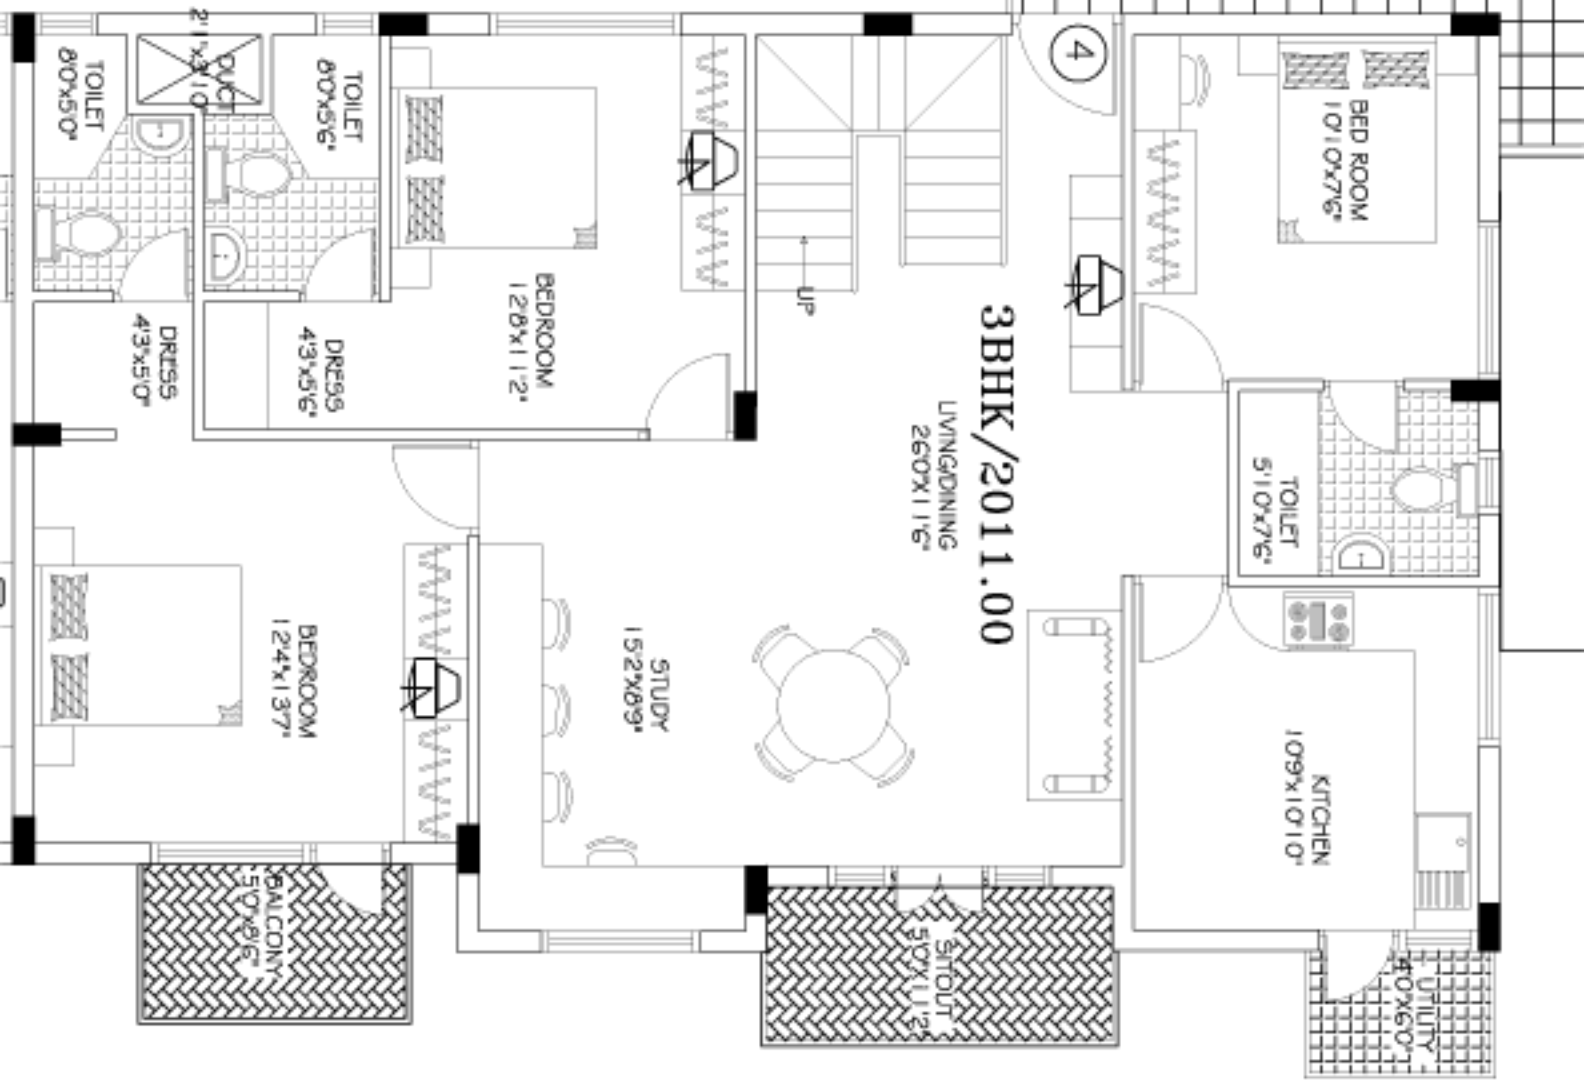 TOILET
8'0"x5'0"
DUCT
2'1"x3'10"
TOILET
8'0"x5'6"
4
BED ROOM
10'10"x7'6"
BEDROOM
12'8"x11'2"
UP
DRESS
4'3"x5'0"
DRESS
4'3"x5'6"
3BHK/2011.00
LIVING/DINING
26'0"X11'6"
TOILET
5'10"x7'6"
BEDROOM
12'4"x13'7"
STUDY
15'2"X8'9"
KITCHEN
10'9"x10'10"
BALCONY
5'0"x8'6"
SITOUT
5'0"X11'2"
UTILITY
4'0"X6'0"